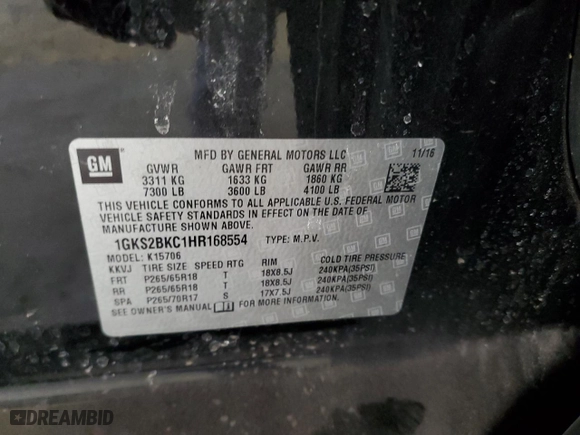 GM
MFD BY GENERAL MOTORS LLC 11/16
GVWR GAWR FRT GAWR RR
3311 KG 1633 KG 1860 KG
7300 LB 3600 LB 4100 LB
THIS VEHICLE CONFORMS TO ALL APPLICABLE U.S. FEDERAL MOTOR
VEHICLE SAFETY STANDARDS IN EFFECT ON THE DATE OF
MANUFACTURE SHOWN ABOVE.
1GKS2BKC1HR168554 TYPE: M.P.V.
MODEL: K15706
KKVJ TIRE SIZE SPEED RTG RIM COLD TIRE PRESSURE
FRT P265/65R18 T 18X8.5J 240KPA(35PSI)
RR P265/65R18 T 18X8.5J 240KPA(35PSI)
SPA P265/70R17 S 17X7.5J 240KPA(35PSI)
SEE OWNER'S MANUAL FOR MORE INFORMATION
DREAMBID